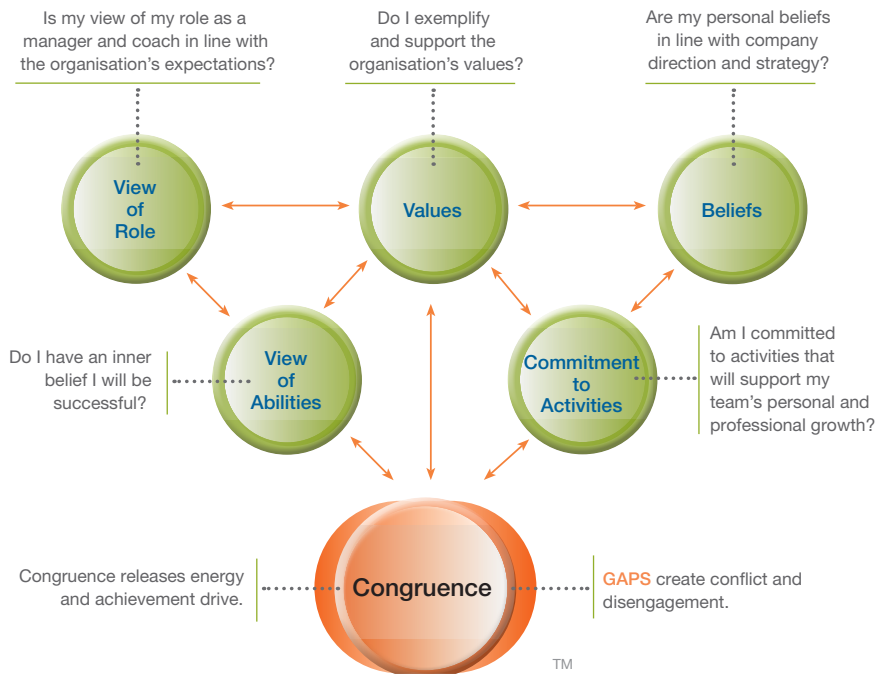 Is my view of my role as a
manager and coach in line with
the organisation's expectations?
Do I exemplify
and support the
organisation's values?
Are my personal beliefs
in line with company
direction and strategy?
View
of
Role
Values
Beliefs
Do I have an inner
belief I will be
successful?
View
of
Abilities
Commitment
to
Activities
Am I committed
to activities that
will support my
team's personal and
professional growth?
Congruence releases energy
and achievement drive.
Congruence
GAPS create conflict and
disengagement.
TM